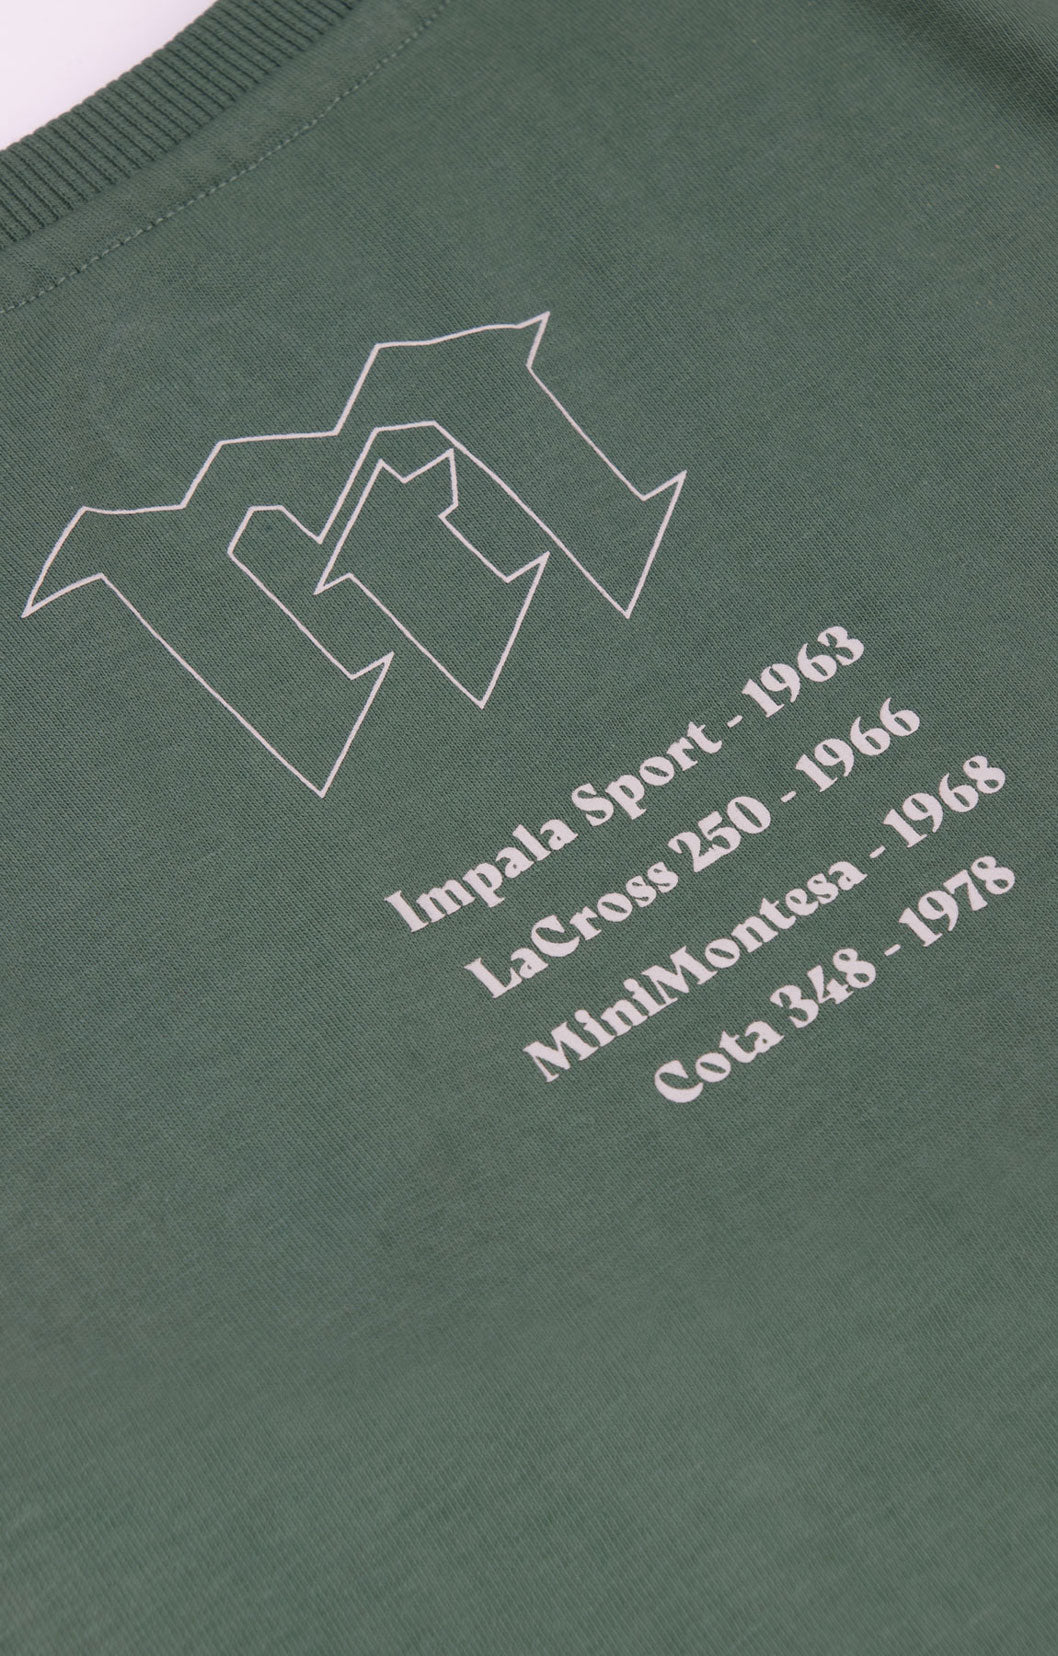 M
Impala Sport - 1963
LaCross 250 - 1966
MiniMontesa - 1968
Cota 348 - 1978